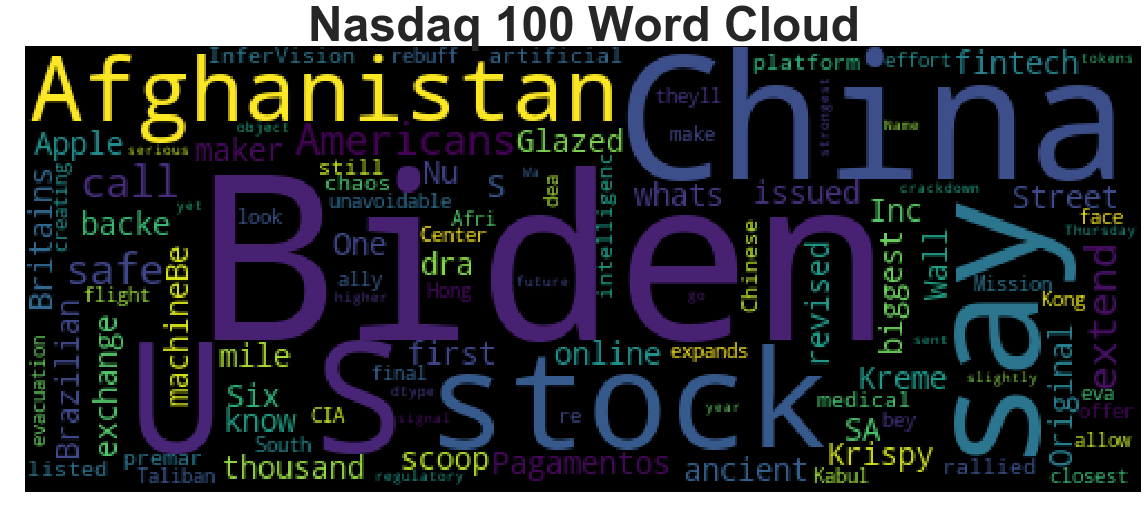 Nasdaq 100 Word Cloud
InferVision rebuff artificial
Afghanistan
China
platform effort fintech tokens
theyll
object
Americans
Glazed
make
strongest
Name
Apple
serious
maker
still
Nu
s
Wa
dea
intelligenc
whats
issued
crackdown
Street
call
chaos
unavoidable
Britains
creating
backe
yet
look
Afri
Center
Biden
Inc
face
Thursday
safe
One
dra
Chinese
revised
biggest
Wall
say
Mission
Kong
extend
flight
machineBe
ally
higher
Hong
future
go
Brazilian
exchange
evacuation
mile
first
online
expands
sent
original
U S
stock
final
dtype
signal
re
year
Kreme
slightly
eva
offer
Six
know
CIA
medical
SA
bey
allow
South
premar
Taliban
listed
thousand
regulatory
scoop
Pagamentos
ancient
Krispy
Kabul
rallied
closest